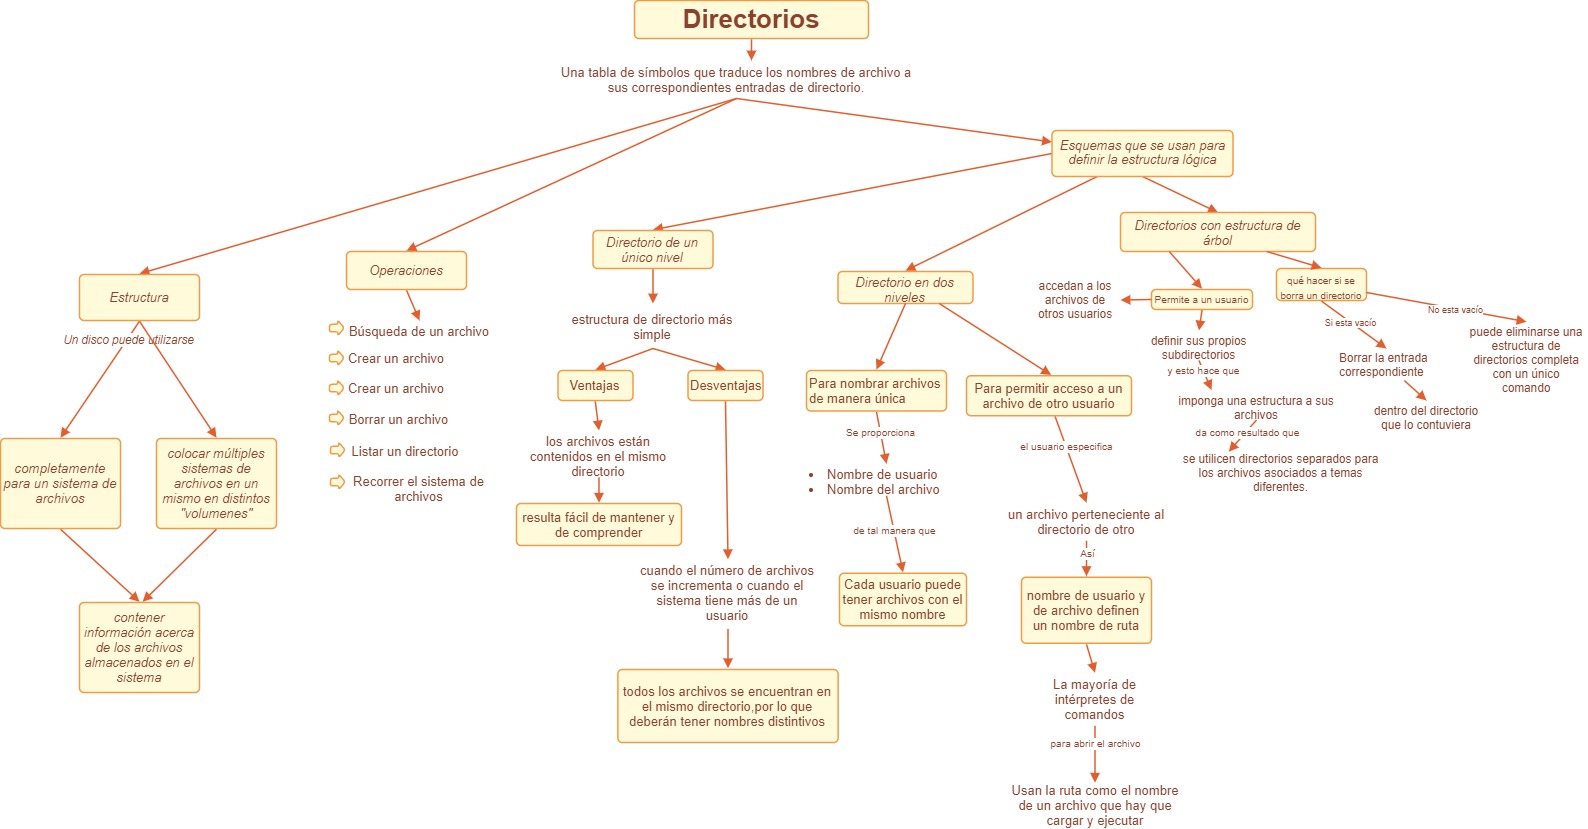 Directorios
Una tabla de símbolos que traduce los nombres de archivo a
sus correspondientes entradas de directorio.
Estructura
Un disco puede utilizarse
completamente
para un sistema de
archivos
colocar múltiples
sistemas de
archivos en un
mismo en distintos
"volumenes"
contener
información acerca
de los archivos
almacenados en el
sistema
Operaciones
Búsqueda de un archivo
Crear un archivo
Crear un archivo
Borrar un archivo
Listar un directorio
Recorrer el sistema de
archivos
Esquemas que se usan para
definir la estructura lógica
Directorio de un
único nivel
estructura de directorio más
simple
Ventajas
los archivos están
contenidos en el mismo
directorio
resulta fácil de mantener y
de comprender
Desventajas
cuando el número de archivos
se incrementa o cuando el
sistema tiene más de un
usuario
todos los archivos se encuentran en
el mismo directorio,por lo que
deberán tener nombres distintivos
Directorio en dos
niveles
Para nombrar archivos
de manera única
Se proporciona
• Nombre de usuario
• Nombre del archivo
de tal manera que
Cada usuario puede
tener archivos con el
mismo nombre
Para permitir acceso a un
archivo de otro usuario
el usuario especifica
un archivo perteneciente al
directorio de otro
Así
nombre de usuario y
de archivo definen
un nombre de ruta
La mayoría de
intérpretes de
comandos
para abrir el archivo
Usan la ruta como el nombre
de un archivo que hay que
cargar y ejecutar
Directorios con estructura de
árbol
Permite a un usuario
accedan a los
archivos de
otros usuarios
definir sus propios
subdirectorios
y esto hace que
imponga una estructura a sus
archivos
da como resultado que
se utilicen directorios separados para
los archivos asociados a temas
diferentes.
qué hacer si se
borra un directorio
Si esta vacío
Borrar la entrada
correspondiente
dentro del directorio
que lo contuviera
No esta vacío
puede eliminarse una
estructura de
directorios completa
con un único
comando